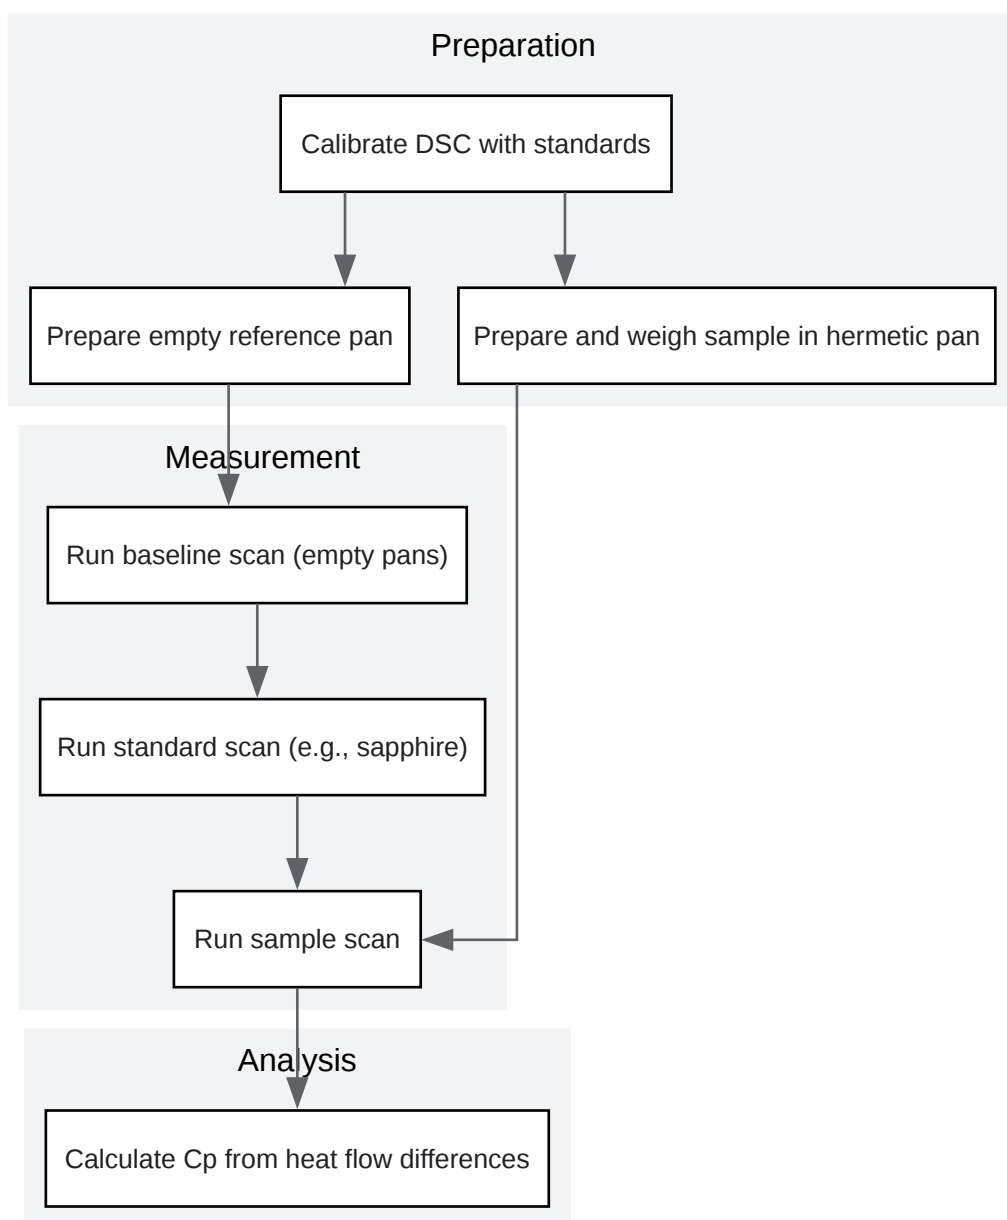 Preparation
Calibrate DSC with standards
Prepare empty reference pan
Prepare and weigh sample in hermetic pan
Measurement
Run baseline scan (empty pans)
Run standard scan (e.g., sapphire)
Run sample scan
Analysis
Calculate Cp from heat flow differences